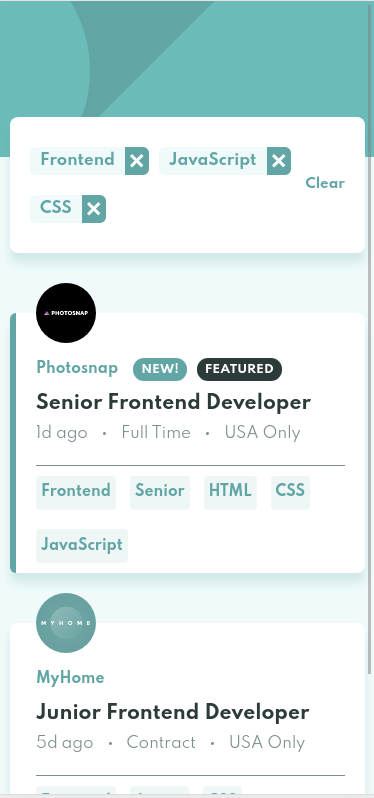 Frontend JavaScript
Clear
CSS
PHOTOSNAP
Photosnap NEW! FEATURED
Senior Frontend Developer
1d ago • Full Time • USA Only
Frontend Senior HTML CSS
JavaScript
MYHOME
MyHome
Junior Frontend Developer
5d ago • Contract • USA Only